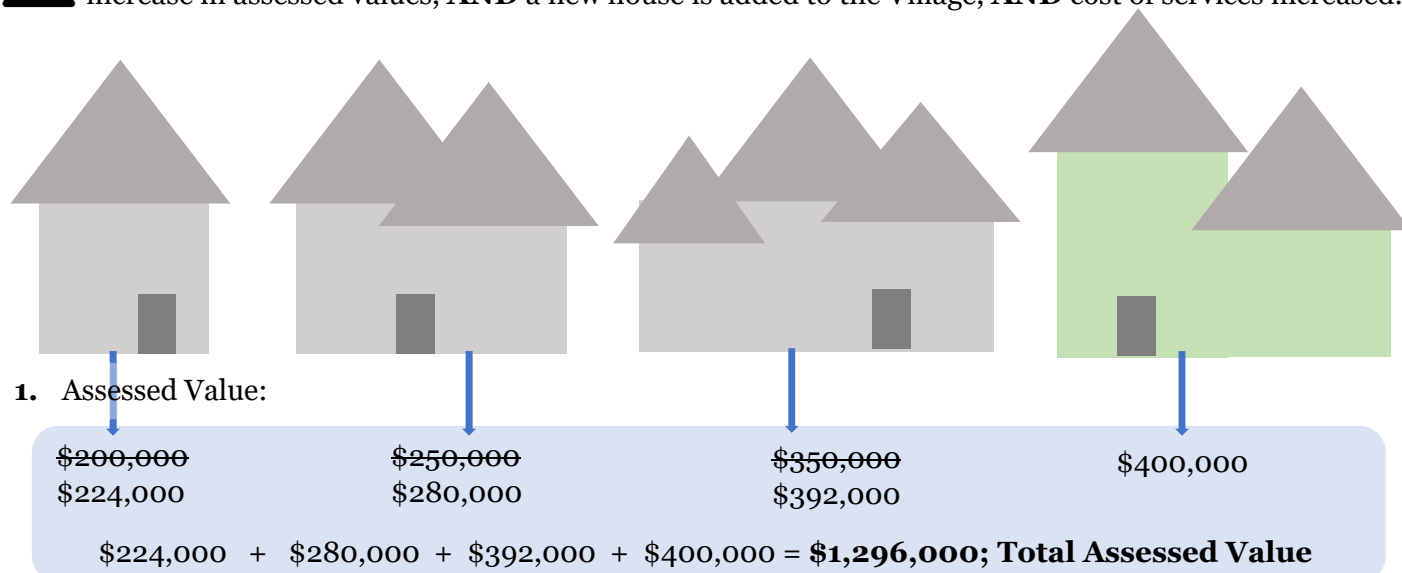 increase in assessed values, AND a new house is added to the Village, AND cost of services increased.
1. Assessed Value:
$200,000 $250,000 $350,000 $400,000
$224,000 $280,000 $392,000
$224,000 + $280,000 + $392,000 + $400,000 = $1,296,000; Total Assessed Value